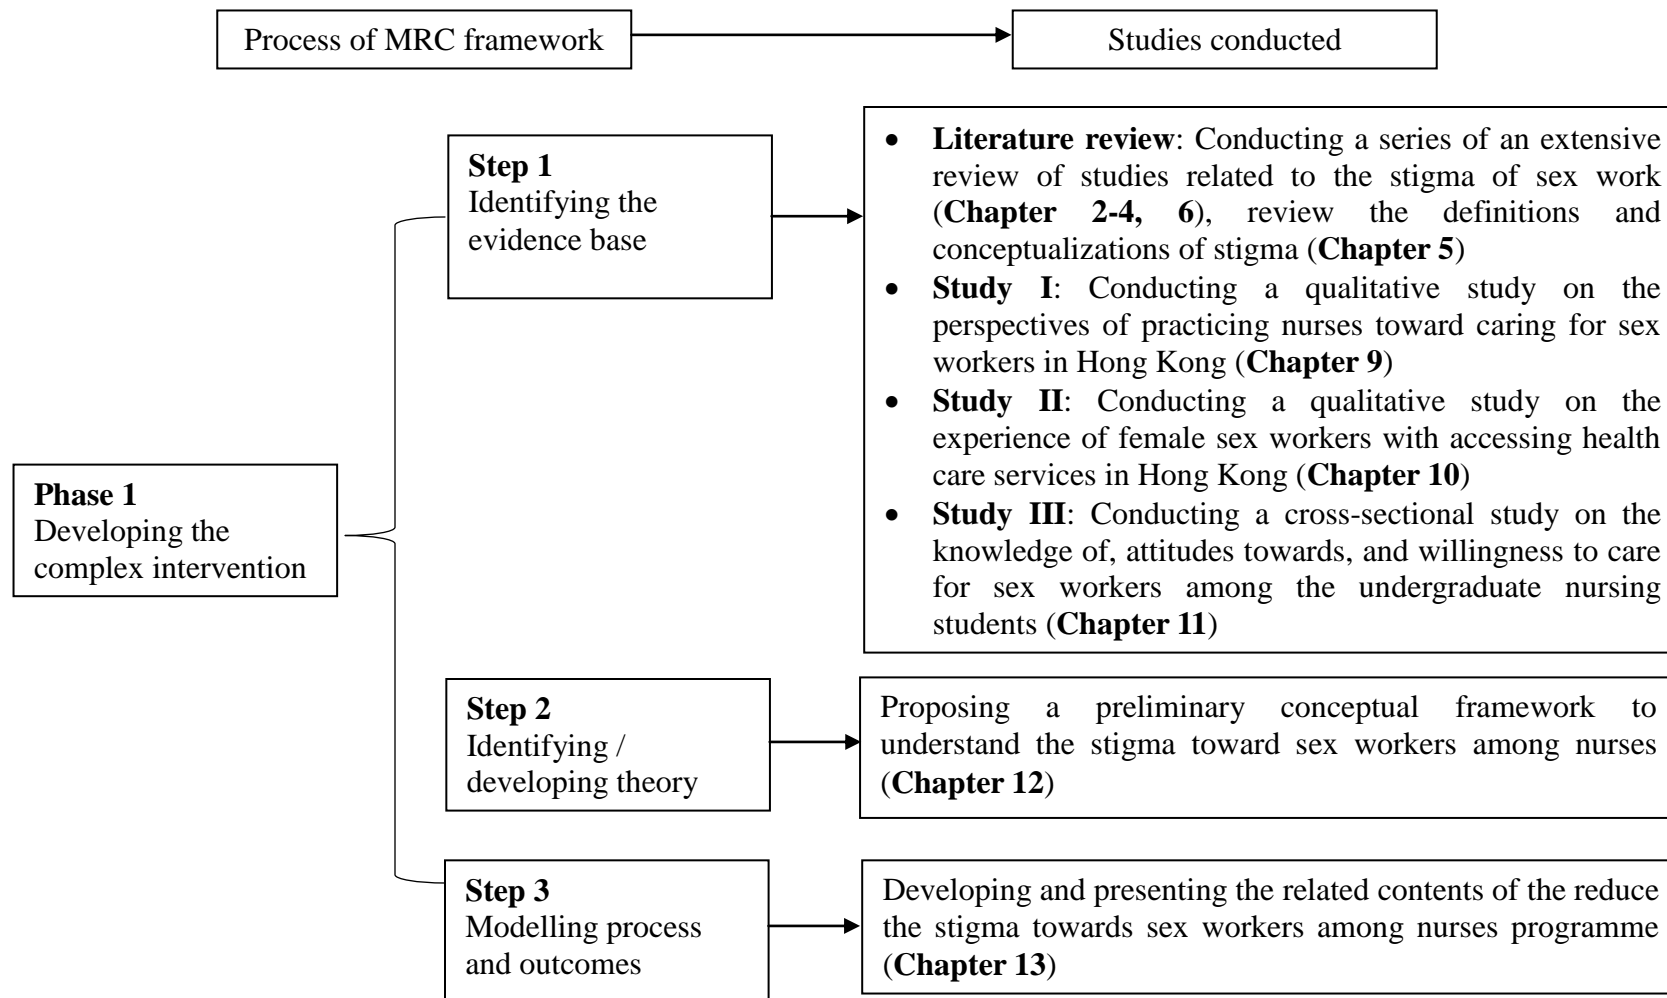 Process of MRC framework
Studies conducted
Phase 1
Developing the
complex intervention
Step 1
Identifying the
evidence base
• Literature review: Conducting a series of an extensive
review of studies related to the stigma of sex work
(Chapter 2-4, 6), review the definitions and
conceptualizations of stigma (Chapter 5)
• Study I: Conducting a qualitative study on the
perspectives of practicing nurses toward caring for sex
workers in Hong Kong (Chapter 9)
• Study II: Conducting a qualitative study on the
experience of female sex workers with accessing health
care services in Hong Kong (Chapter 10)
• Study III: Conducting a cross-sectional study on the
knowledge of, attitudes towards, and willingness to care
for sex workers among the undergraduate nursing
students (Chapter 11)
Step 2
Identifying /
developing theory
Proposing a preliminary conceptual framework to
understand the stigma toward sex workers among nurses
(Chapter 12)
Step 3
Modelling process
and outcomes
Developing and presenting the related contents of the reduce
the stigma towards sex workers among nurses programme
(Chapter 13)